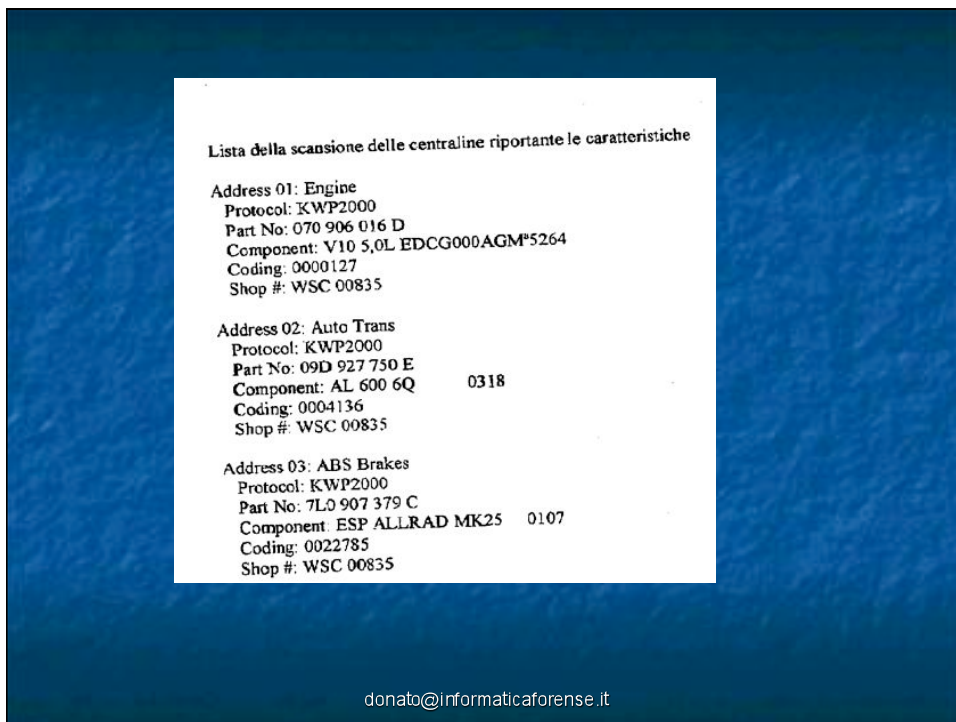 Lista della scansione delle centraline riportante le caratteristiche
Address 01: Engine
Protocol: KWP2000
Part No: 070 906 016 D
Component: V10 5,0L EDCG000AGMª5264
Coding: 0000127
Shop #: WSC 00835
Address 02: Auto Trans
Protocol: KWP2000
Part No: 09D 927 750 E
Component: AL 600 6Q 0318
Coding: 0004136
Shop #: WSC 00835
Address 03: ABS Brakes
Protocol: KWP2000
Part No: 7L0 907 379 C
Component: ESP ALLRAD MK25 0107
Coding: 0022785
Shop #: WSC 00835
donato@informaticaforense.it